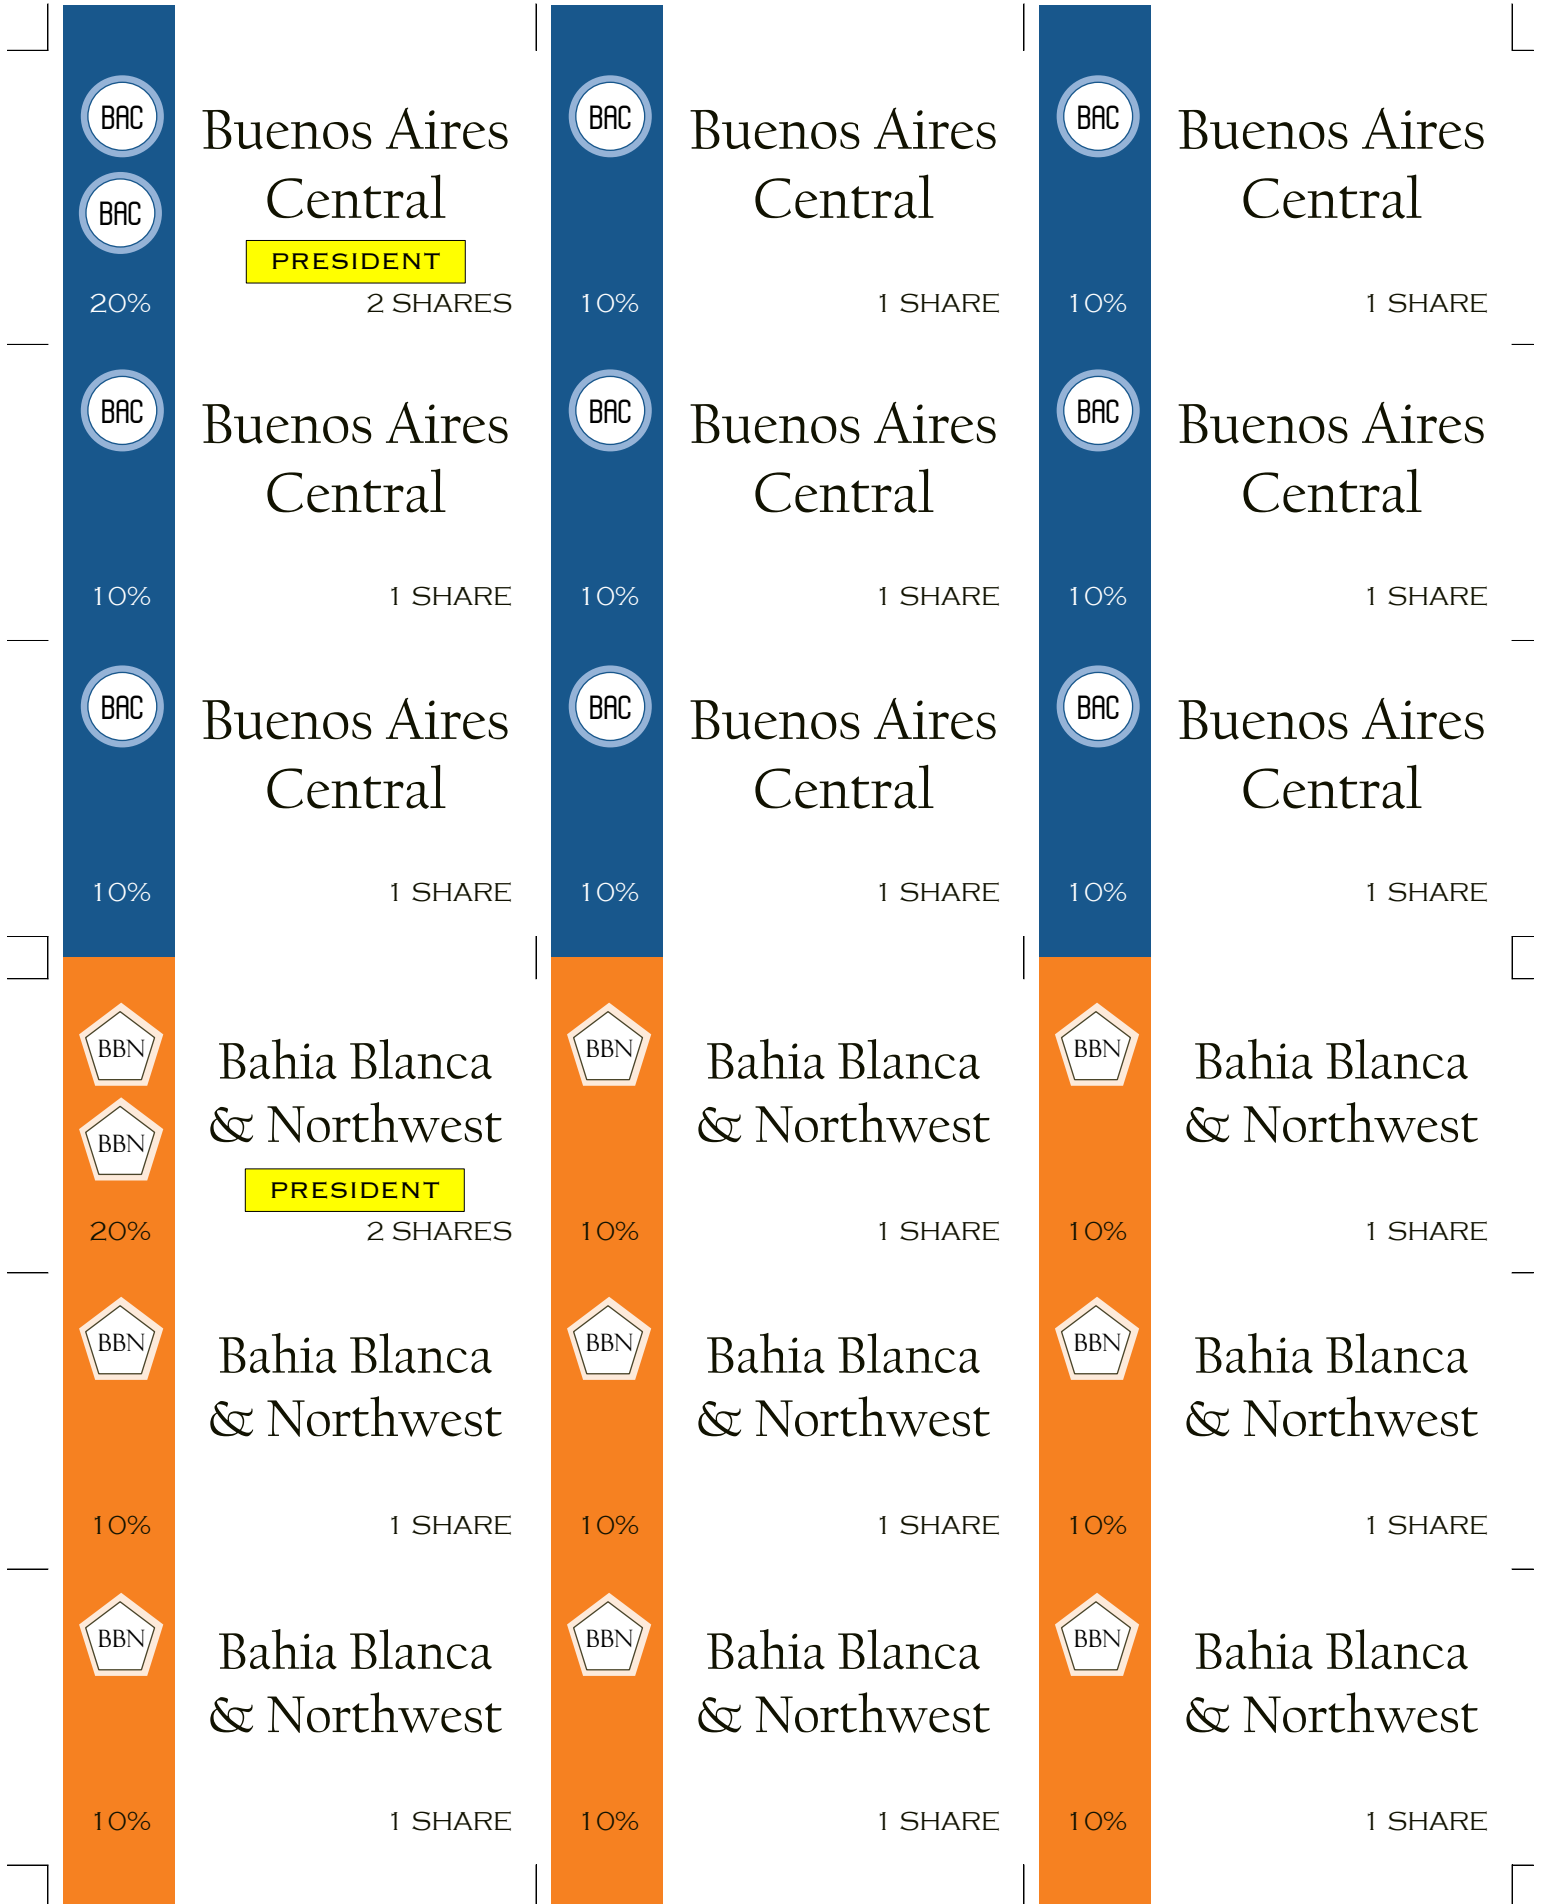 BAC
BAC
Buenos Aires
Central
PRESIDENT
20%
2 SHARES
BAC
Buenos Aires
Central
10%
1 SHARE
BAC
Buenos Aires
Central
10%
1 SHARE
BAC
Buenos Aires
Central
10%
1 SHARE
BAC
Buenos Aires
Central
10%
1 SHARE
BAC
Buenos Aires
Central
10%
1 SHARE
BAC
Buenos Aires
Central
10%
1 SHARE
BAC
Buenos Aires
Central
10%
1 SHARE
BAC
Buenos Aires
Central
10%
1 SHARE
BBN
BBN
Bahia Blanca
& Northwest
PRESIDENT
20%
2 SHARES
BBN
Bahia Blanca
& Northwest
10%
1 SHARE
BBN
Bahia Blanca
& Northwest
10%
1 SHARE
BBN
Bahia Blanca
& Northwest
10%
1 SHARE
BBN
Bahia Blanca
& Northwest
10%
1 SHARE
BBN
Bahia Blanca
& Northwest
10%
1 SHARE
BBN
Bahia Blanca
& Northwest
10%
1 SHARE
BBN
Bahia Blanca
& Northwest
10%
1 SHARE
BBN
Bahia Blanca
& Northwest
10%
1 SHARE